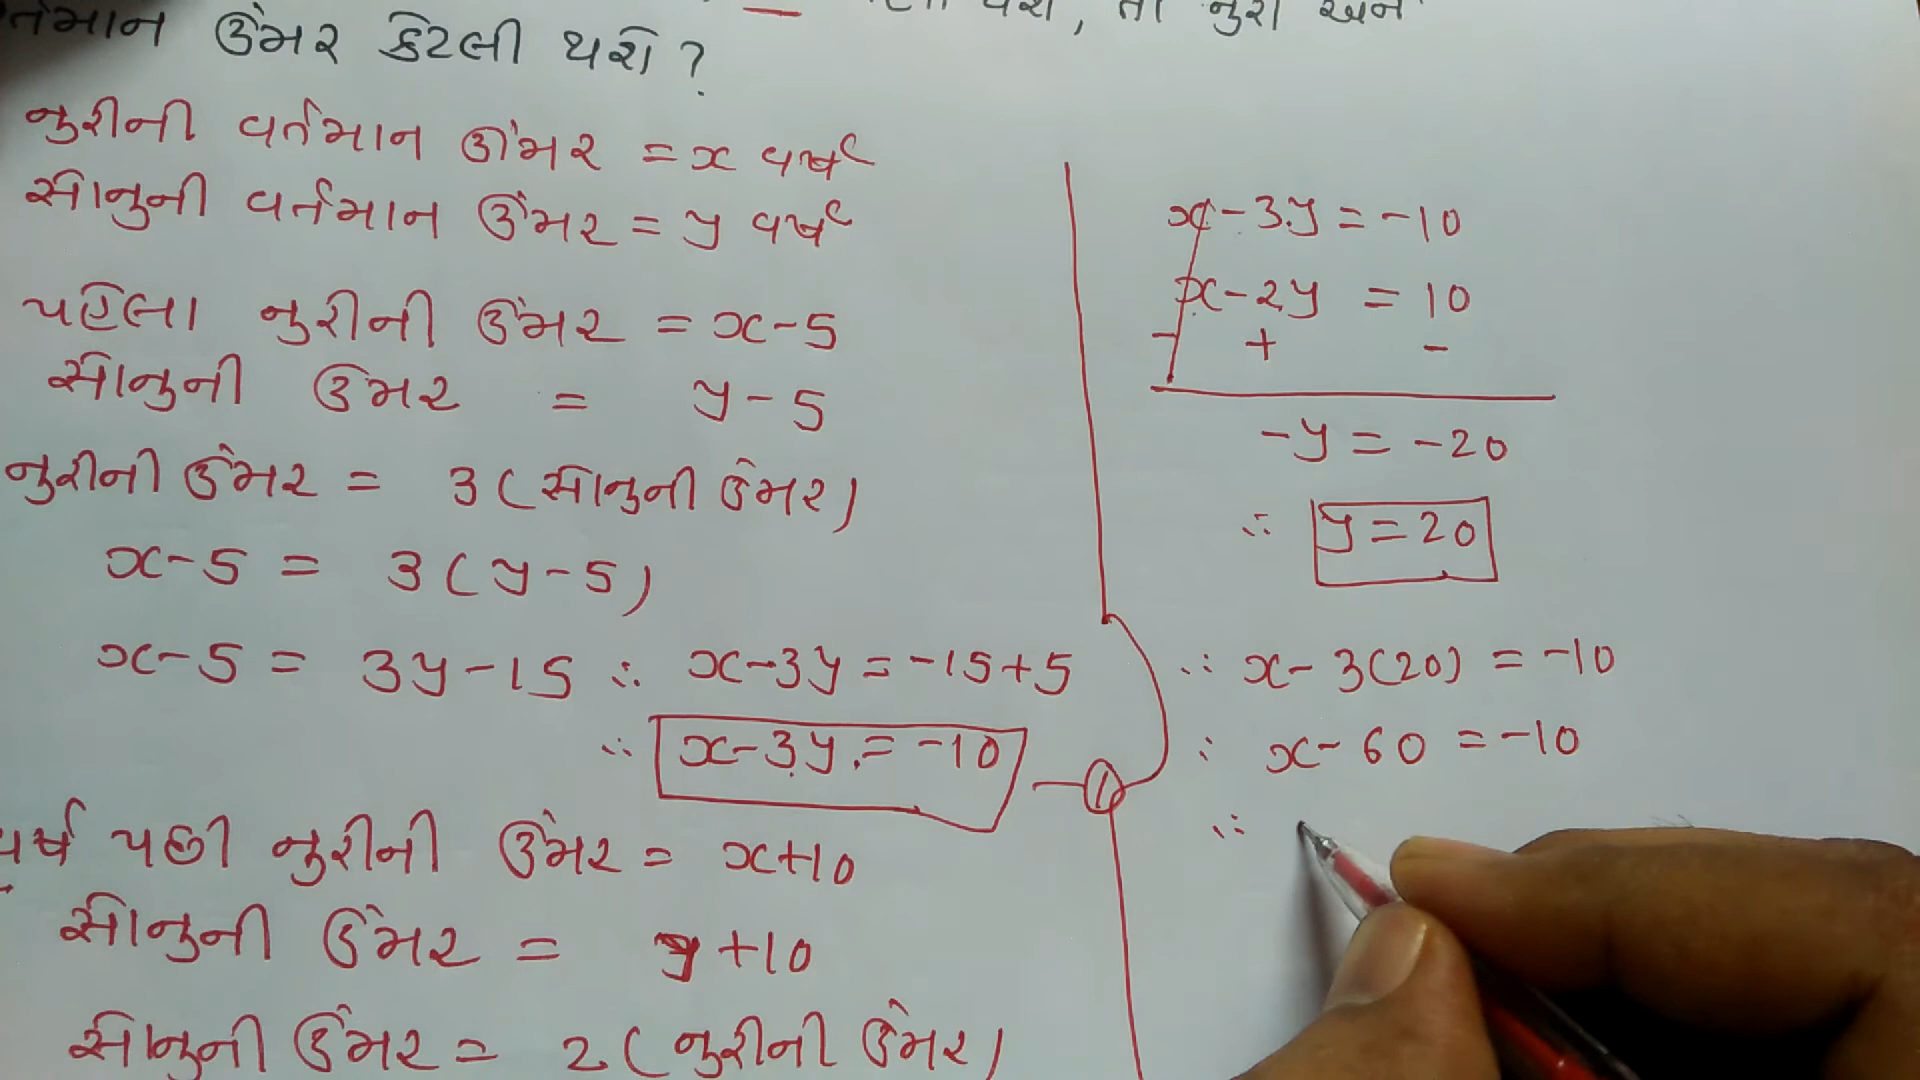 નુરી અને
ઉંમર કેટલી થશે ?
નુરીની વર્તમાન ઉંમર = x વર્ષ
સોનુની વર્તમાન ઉંમર = y વર્ષ
પહેલા નુરીની ઉંમર = x-5
સોનુની ઉંમર = y-5
નુરીની ઉંમર = 3(સોનુની ઉંમર)
x-5 = 3(y-5)
x-5 = 3y-15 ∴ x-3y = -15+5
∴ x-3y = -10 — 1
વર્ષ પછી નુરીની ઉંમર = x+10
સોનુની ઉંમર = y+10
સોનુની ઉંમર = 2(નુરીની ઉંમર)
x-3y = -10
x-2y = 10
- + -
-y = -20
∴ y = 20
∴ x-3(20) = -10
∴ x-60 = -10
∴